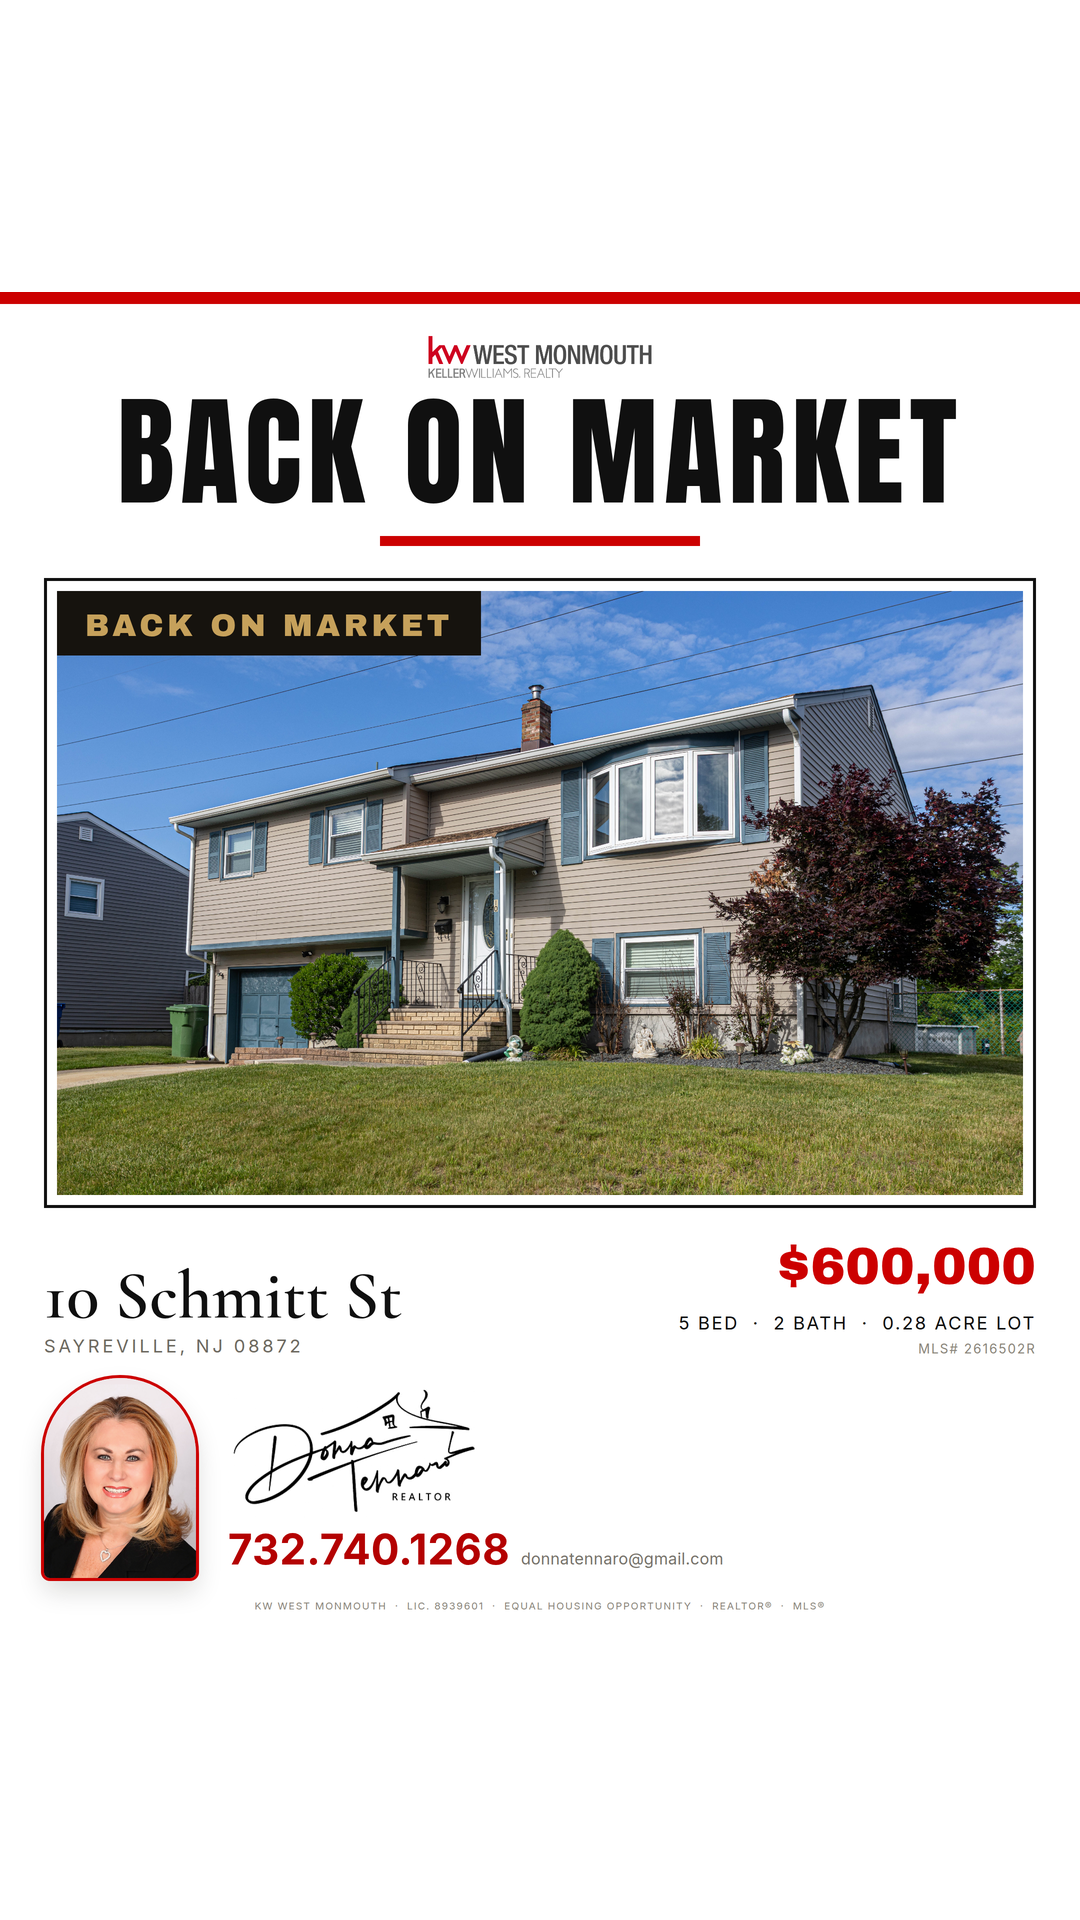 kw WEST MONMOUTH
KELLERWILLIAMS. REALTY
BACK ON MARKET
BACK ON MARKET
10 Schmitt St
SAYREVILLE, NJ 08872
$600,000
5 BED · 2 BATH · 0.28 ACRE LOT
MLS# 2616502R
Donna
Tennaro
REALTOR
732.740.1268 donnatennaro@gmail.com
KW WEST MONMOUTH · LIC. 8939601 · EQUAL HOUSING OPPORTUNITY · REALTOR® · MLS®